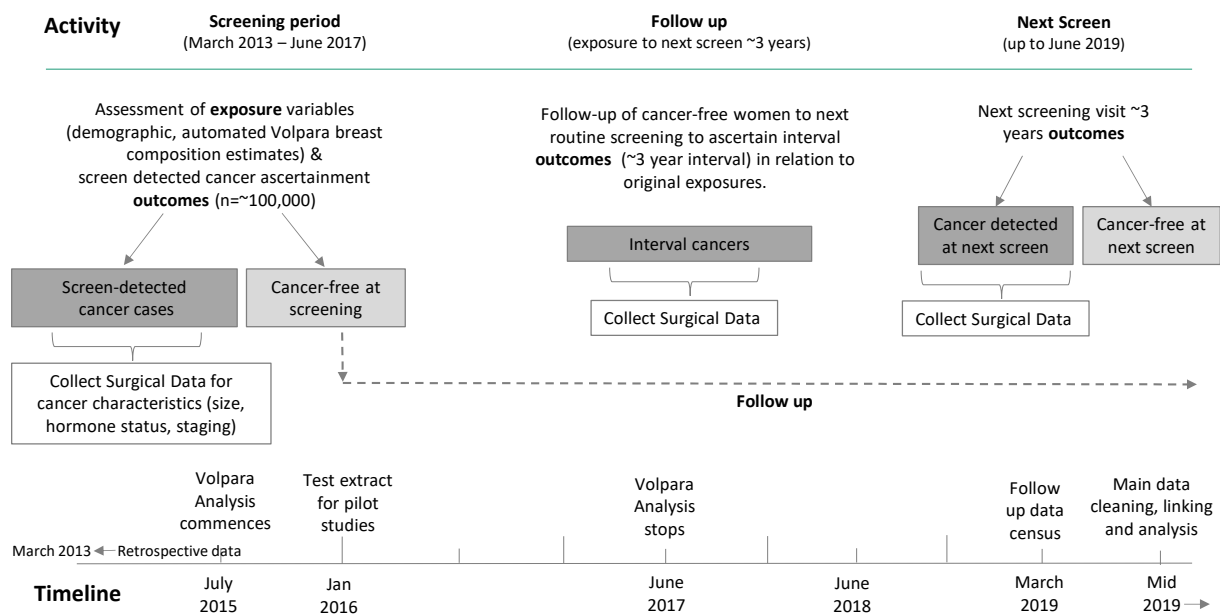 Activity
Screening period
(March 2013 – June 2017)
Follow up
(exposure to next screen ~3 years)
Next Screen
(up to June 2019)
Assessment of exposure variables
(demographic, automated Volpara breast
composition estimates) &
screen detected cancer ascertainment
outcomes (n=~100,000)
Follow-up of cancer-free women to next
routine screening to ascertain interval
outcomes (~3 year interval) in relation to
original exposures.
Next screening visit ~3
years outcomes
Screen-detected
cancer cases
Cancer-free at
screening
Interval cancers
Cancer detected
at next screen
Cancer-free at
next screen
Collect Surgical Data for
cancer characteristics (size,
hormone status, staging)
Collect Surgical Data
Collect Surgical Data
Follow up
Volpara
Analysis
commences
Test extract
for pilot
studies
Volpara
Analysis
stops
Follow
up data
census
Main data
cleaning, linking
and analysis
March 2013
Retrospective data
Timeline
July
2015
Jan
2016
June
2017
June
2018
March
2019
Mid
2019